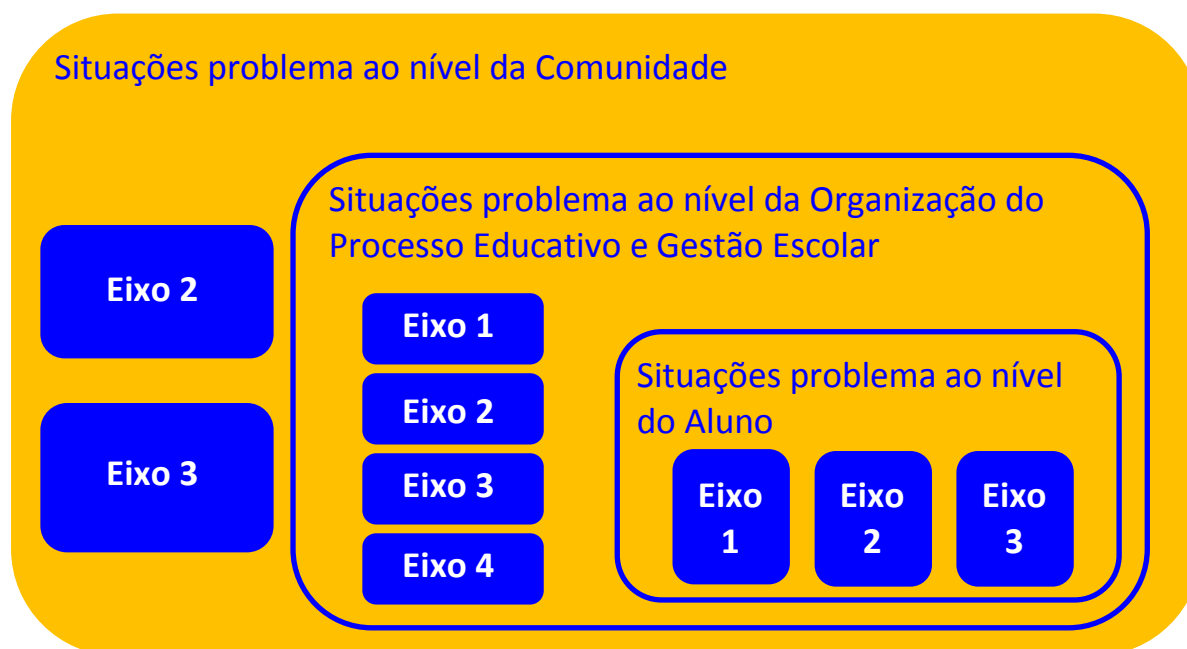 Situações problema ao nível da Comunidade
Situações problema ao nível da Organização do
Processo Educativo e Gestão Escolar
Eixo 2
Eixo 3
Eixo 1
Eixo 2
Eixo 3
Eixo 4
Situações problema ao nível
do Aluno
Eixo
1
Eixo
2
Eixo
3